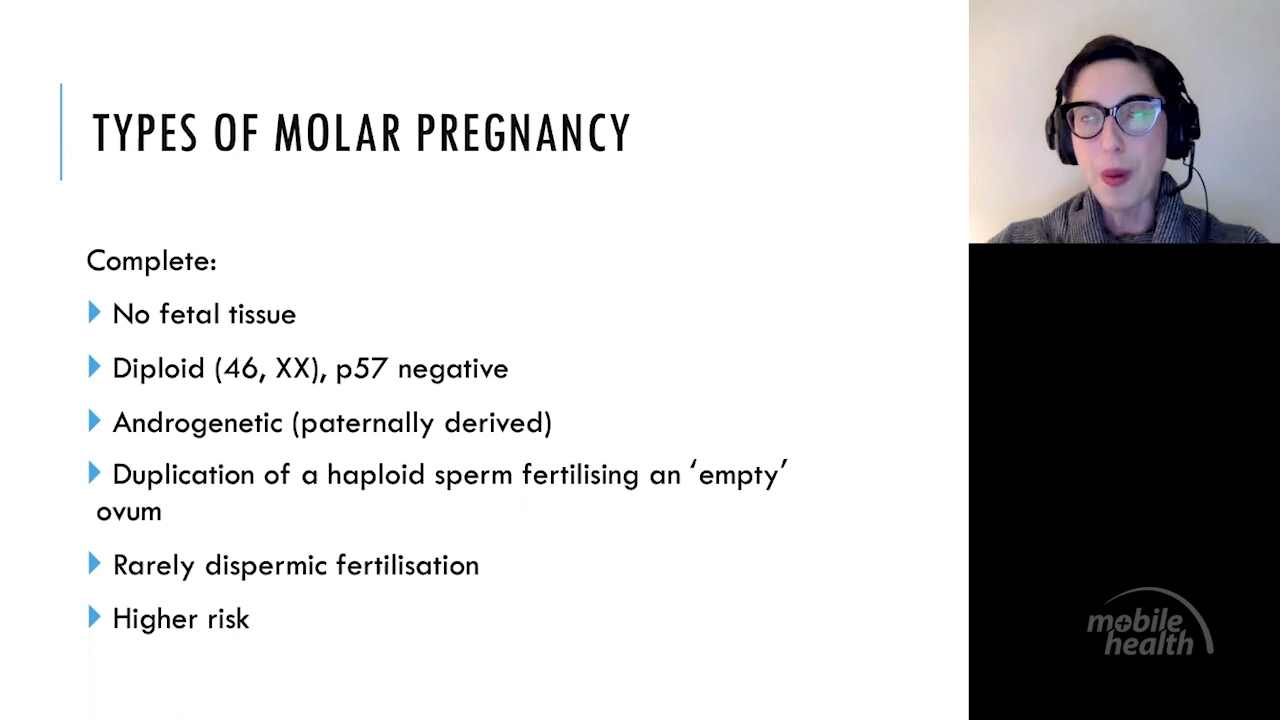 TYPES OF MOLAR PREGNANCY
Complete:
No fetal tissue
Diploid (46, XX), p57 negative
Androgenetic (paternally derived)
Duplication of a haploid sperm fertilising an ‘empty’
ovum
Rarely dispermic fertilisation
Higher risk
mobile
health